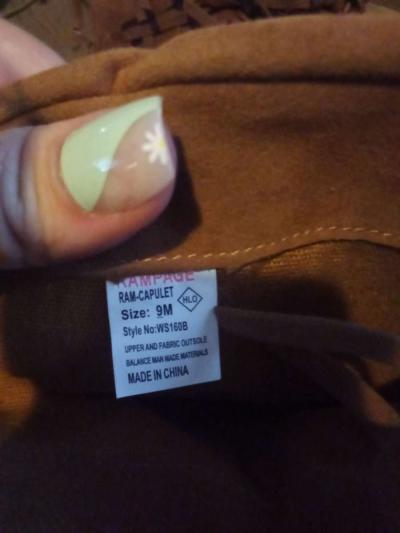 RAMPAGE
RAM-CAPULET
HLO
Size: 9M
Style No:WS160B
UPPER AND FABRIC OUTSOLE
BALANCE MAN MADE MATERIALS
MADE IN CHINA